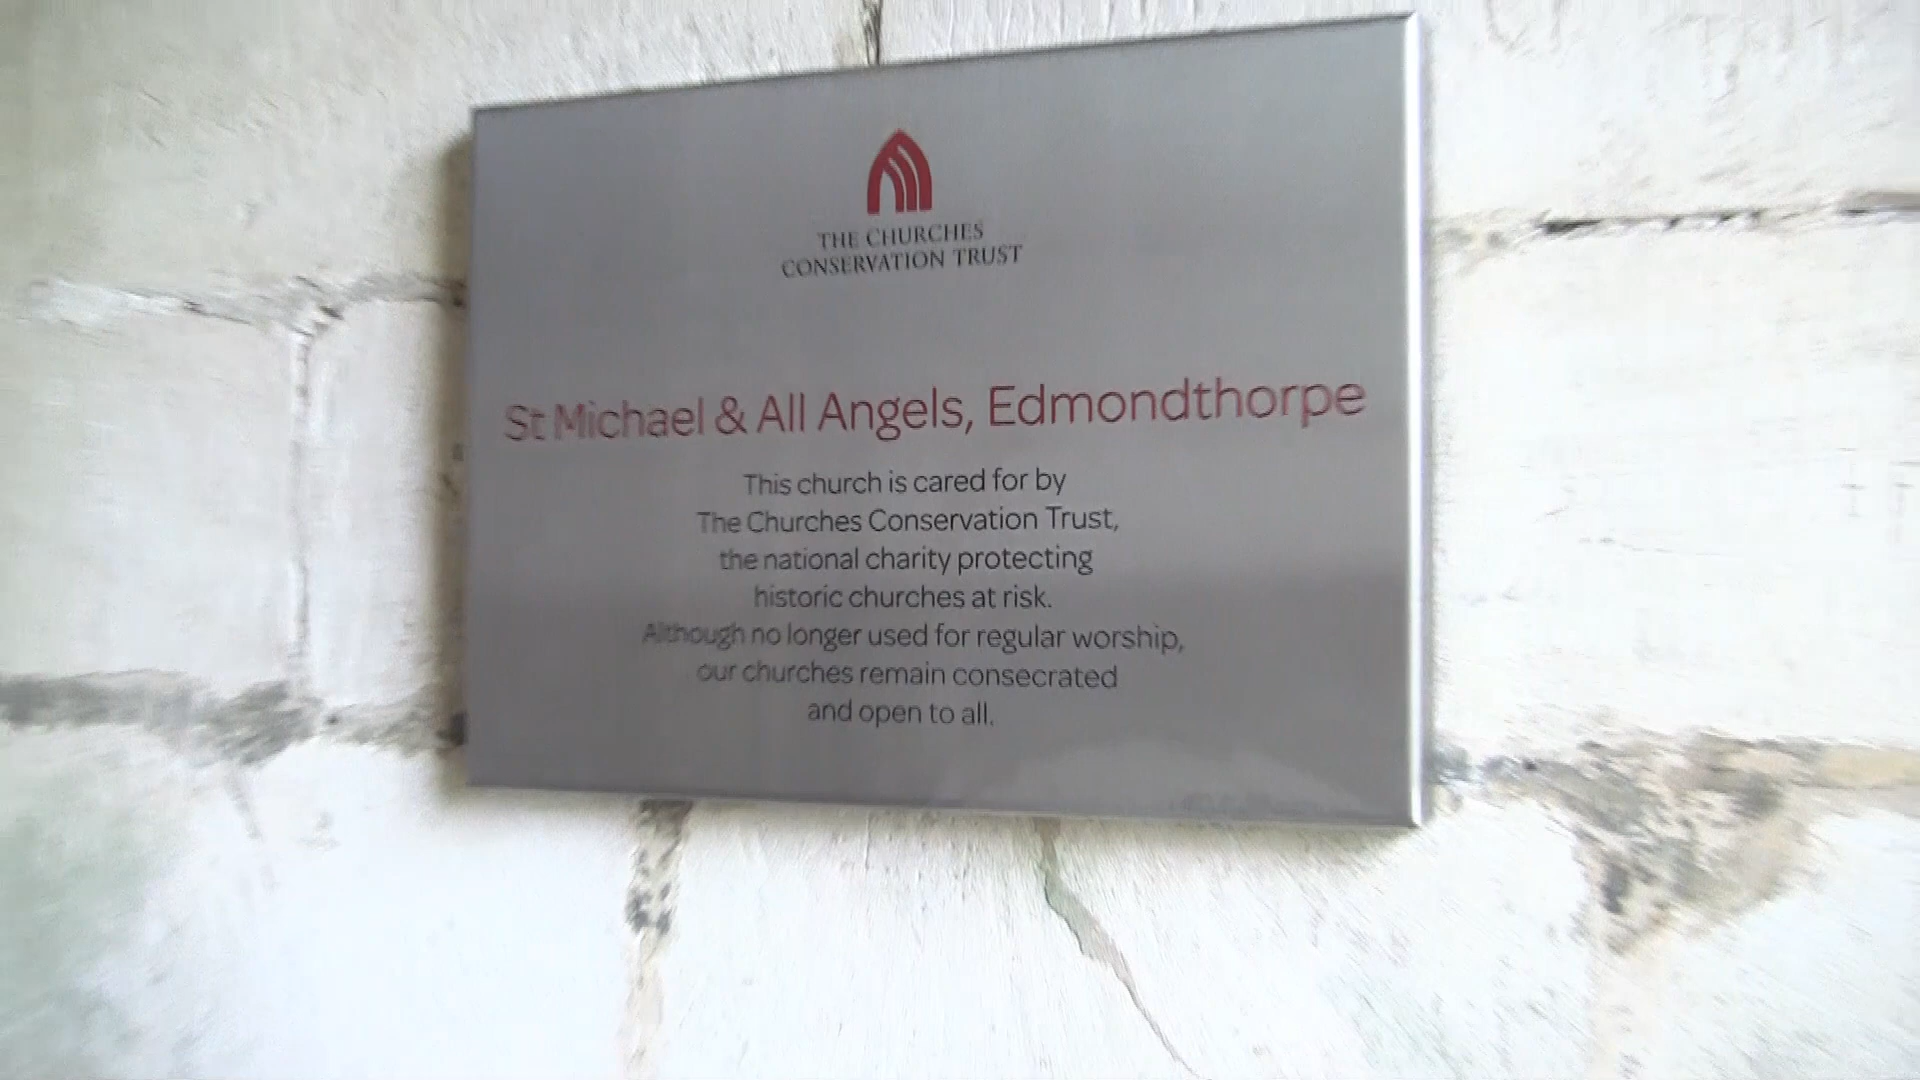 THE CHURCHES
CONSERVATION TRUST
St Michael & All Angels, Edmondthorpe
This church is cared for by
The Churches Conservation Trust,
the national charity protecting
historic churches at risk.
Although no longer used for regular worship,
our churches remain consecrated
and open to all.